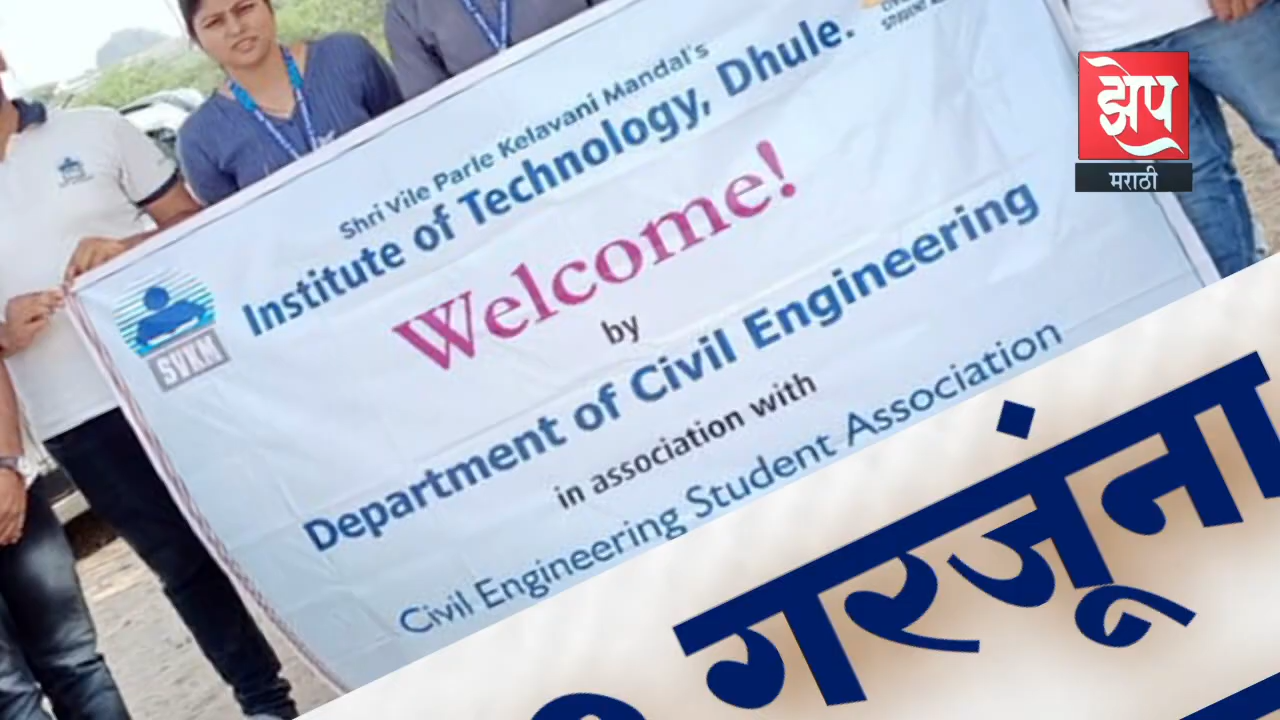 Shri Vile Parle Kelavani Mandal's
Institute of Technology, Dhule.
Welcome!
by
Department of Civil Engineering
in association with
Civil Engineering Student Association
SVKM
झेप
मराठी
गरजूंना